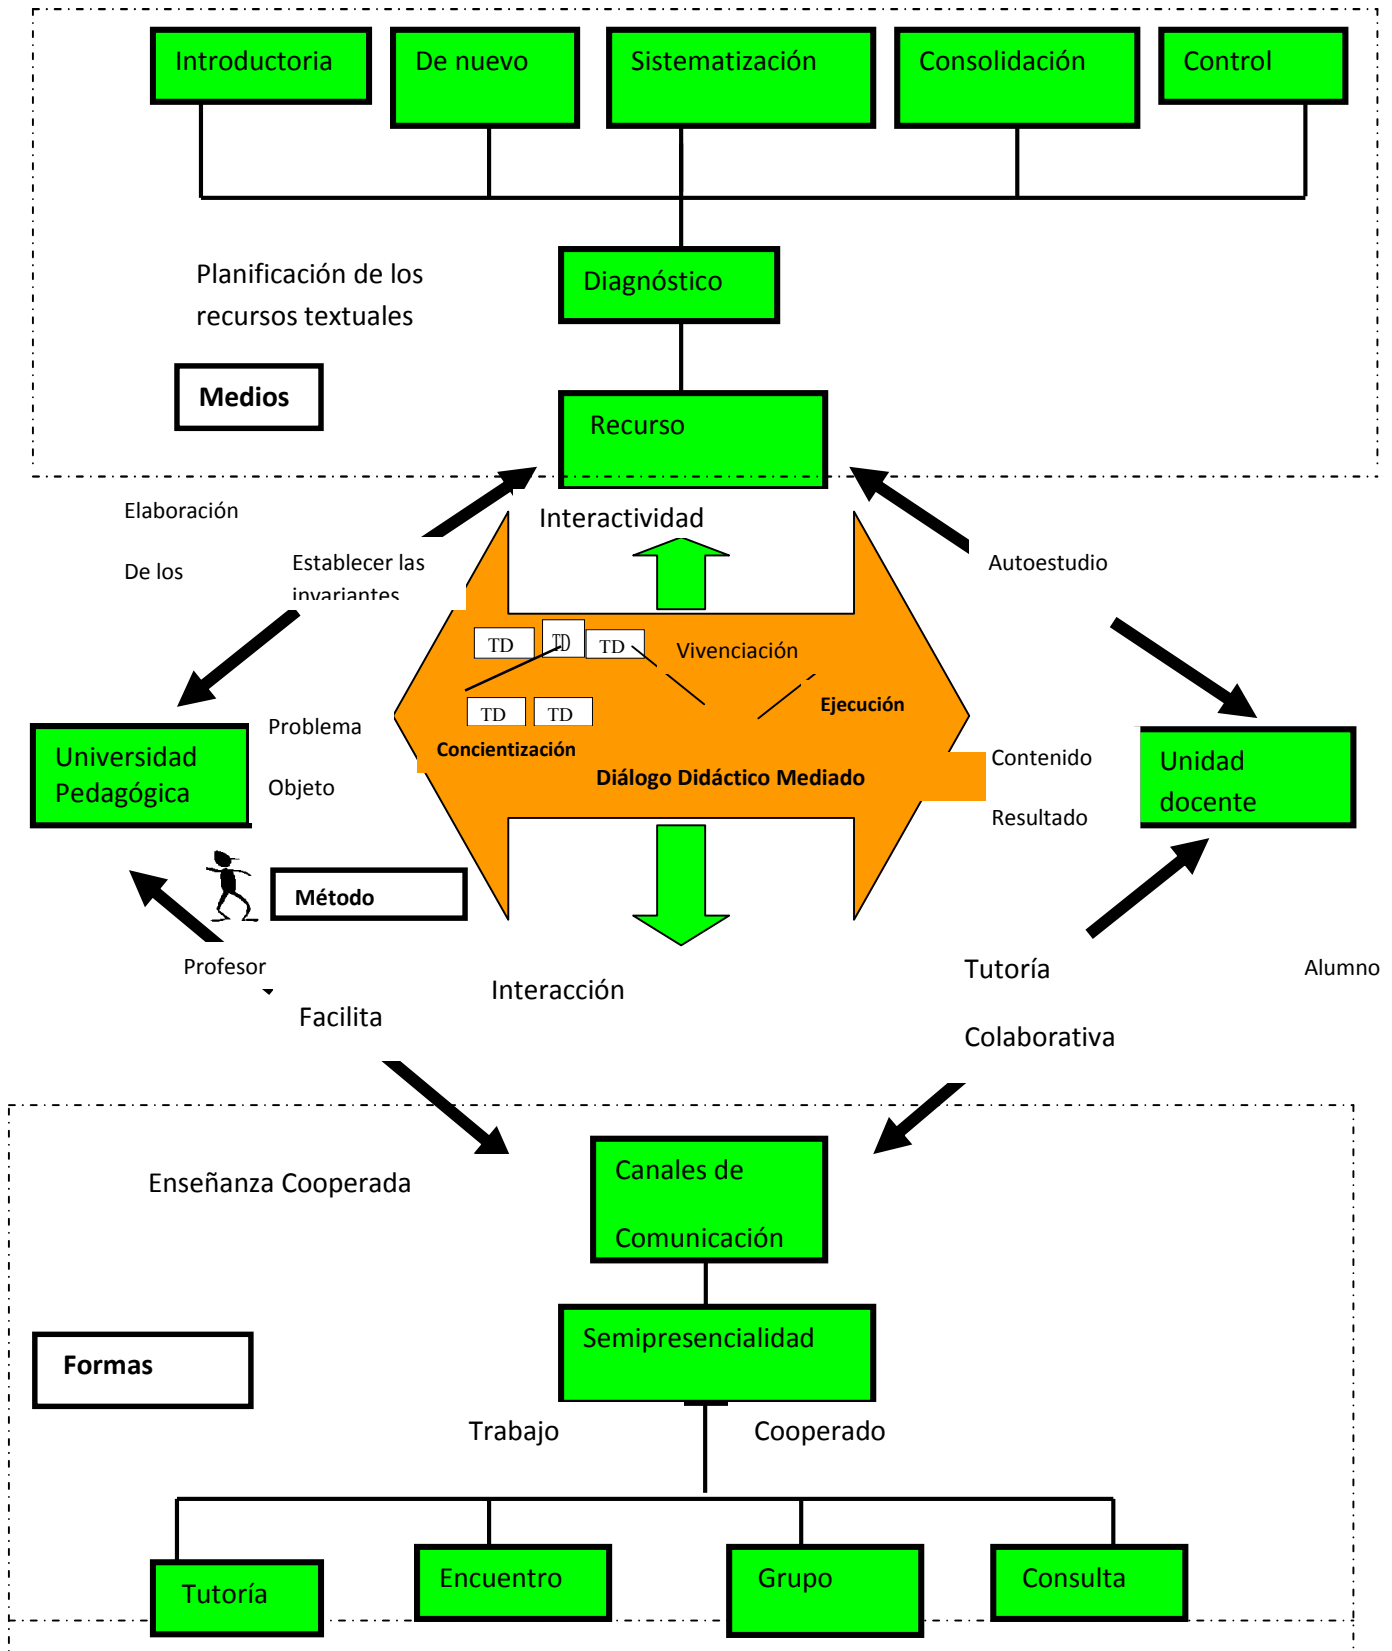 Introductoria
De nuevo
Sistematización
Consolidación
Control
Planificación de los
recursos textuales
Diagnóstico
Medios
Recurso
Elaboración
De los
Establecer las
invariantes
Interactividad
Autoestudio
TD
TD
TD
Vivenciación
TD
TD
Ejecución
Concientización
Diálogo Didáctico Mediado
Universidad
Pedagógica
Problema
Objeto
Contenido
Resultado
Unidad
docente
Método
Profesor
Facilita
Interacción
Tutoría
Colaborativa
Alumno
Enseñanza Cooperada
Canales de
Comunicación
Formas
Semipresencialidad
Trabajo
Cooperado
Tutoría
Encuentro
Grupo
Consulta